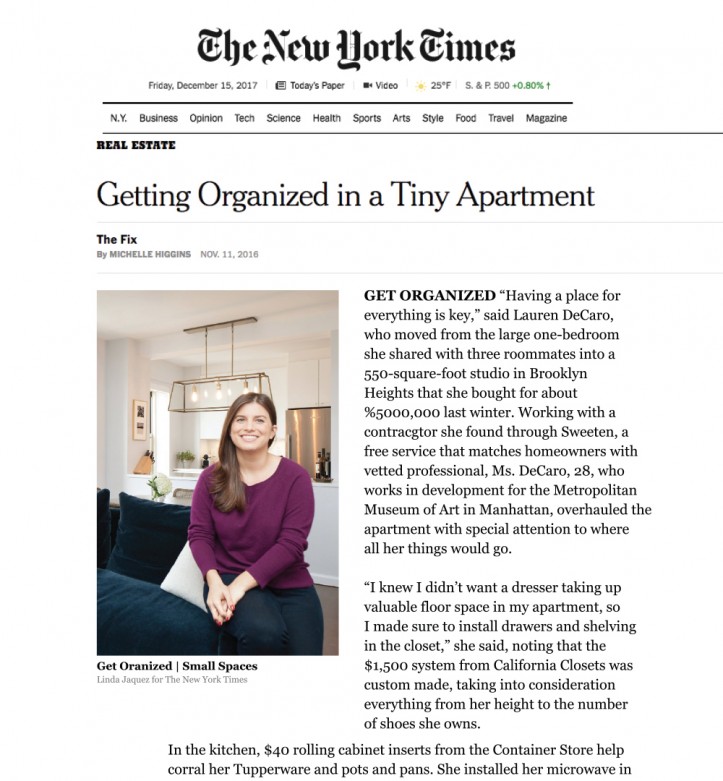 The New York Times
Friday, December 15, 2017 Today's Paper Video 25°F S. & P. 500 +0.80% ↑
N.Y. Business Opinion Tech Science Health Sports Arts Style Food Travel Magazine
REAL ESTATE
Getting Organized in a Tiny Apartment
The Fix
By MICHELLE HIGGINS NOV. 11, 2016
GET ORGANIZED “Having a place for
everything is key,” said Lauren DeCaro,
who moved from the large one-bedroom
she shared with three roommates into a
550-square-foot studio in Brooklyn
Heights that she bought for about
%5000,000 last winter. Working with a
contracgtor she found through Sweeten, a
free service that matches homeowners with
vetted professional, Ms. DeCaro, 28, who
works in development for the Metropolitan
Museum of Art in Manhattan, overhauled the
apartment with special attention to where
all her things would go.
“I knew I didn’t want a dresser taking up
valuable floor space in my apartment, so
I made sure to install drawers and shelving
in the closet,” she said, noting that the
$1,500 system from California Closets was
custom made, taking into consideration
everything from her height to the number
of shoes she owns.
Get Oranized | Small Spaces
Linda Jaquez for The New York Times
In the kitchen, $40 rolling cabinet inserts from the Container Store help
corral her Tupperware and pots and pans. She installed her microwave in